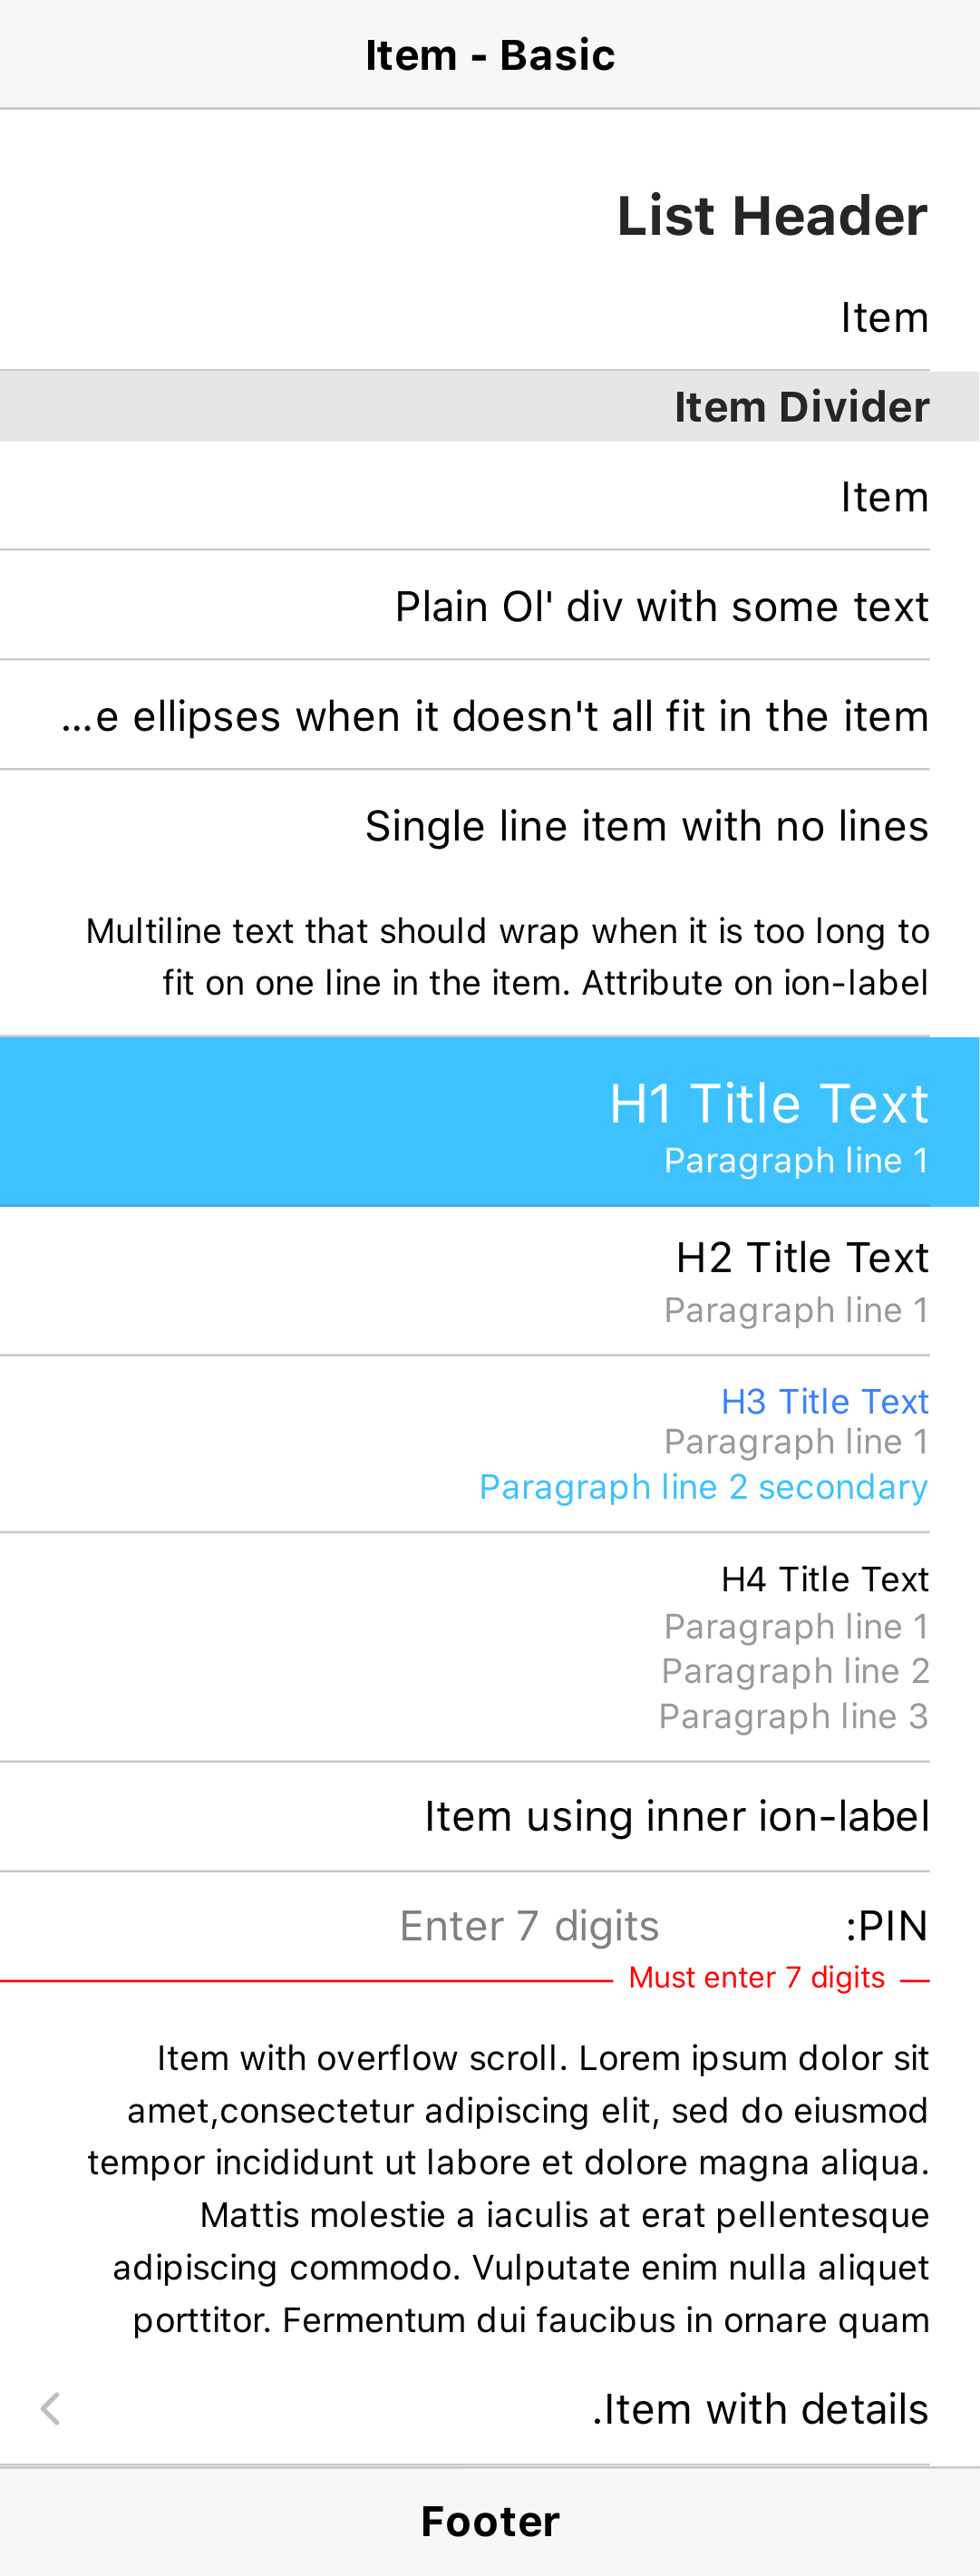 Item - Basic
List Header
Item
Item Divider
Item
Plain Ol' div with some text
...e ellipses when it doesn't all fit in the item
Single line item with no lines
Multiline text that should wrap when it is too long to
fit on one line in the item. Attribute on ion-label
H1 Title Text
Paragraph line 1
H2 Title Text
Paragraph line 1
H3 Title Text
Paragraph line 1
Paragraph line 2 secondary
H4 Title Text
Paragraph line 1
Paragraph line 2
Paragraph line 3
Item using inner ion-label
Enter 7 digits :PIN
Must enter 7 digits
Item with overflow scroll. Lorem ipsum dolor sit
amet,consectetur adipiscing elit, sed do eiusmod
tempor incididunt ut labore et dolore magna aliqua.
Mattis molestie a iaculis at erat pellentesque
adipiscing commodo. Vulputate enim nulla aliquet
porttitor. Fermentum dui faucibus in ornare quam
.Item with details
Footer